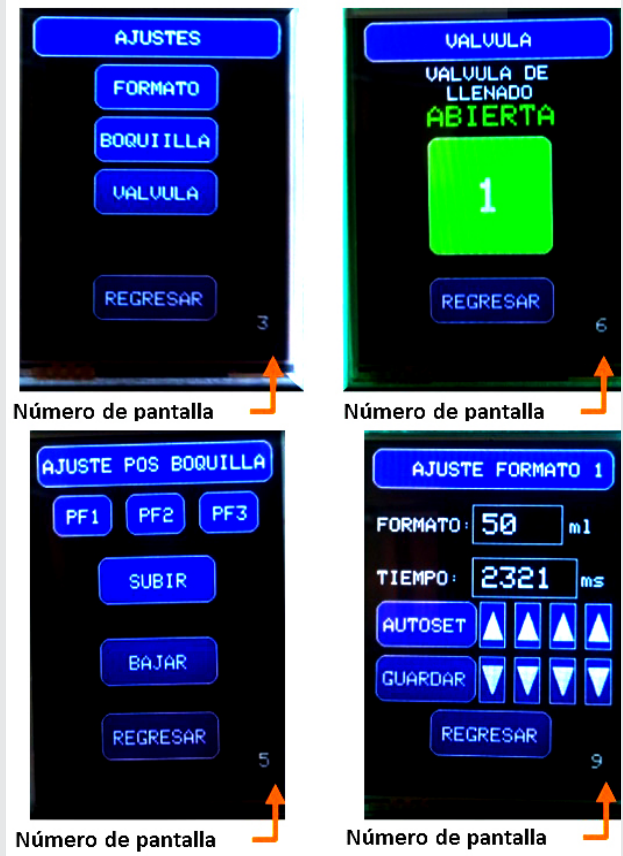 AJUSTES
FORMATO
BOQUIILLA
VALVULA
REGRESAR
3
Número de pantalla
VALVULA
VALVULA DE
LLENADO
ABIERTA
1
REGRESAR
6
Número de pantalla
AJUSTE POS BOQUILLA
PF1 PF2 PF3
SUBIR
BAJAR
REGRESAR
5
Número de pantalla
AJUSTE FORMATO 1
FORMATO: 50 ml
TIEMPO: 2321 ms
AUTOSET
GUARDAR
REGRESAR
9
Número de pantalla